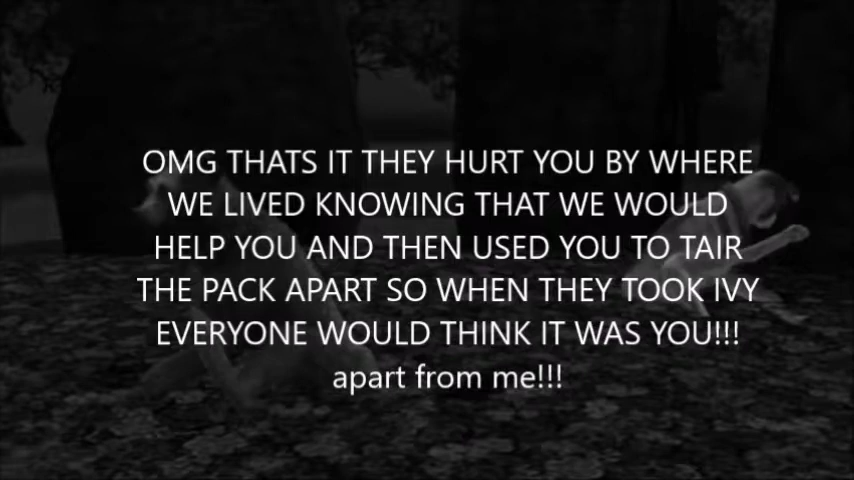 OMG THATS IT THEY HURT YOU BY WHERE
WE LIVED KNOWING THAT WE WOULD
HELP YOU AND THEN USED YOU TO TAIR
THE PACK APART SO WHEN THEY TOOK IVY
EVERYONE WOULD THINK IT WAS YOU!!!
apart from me!!!